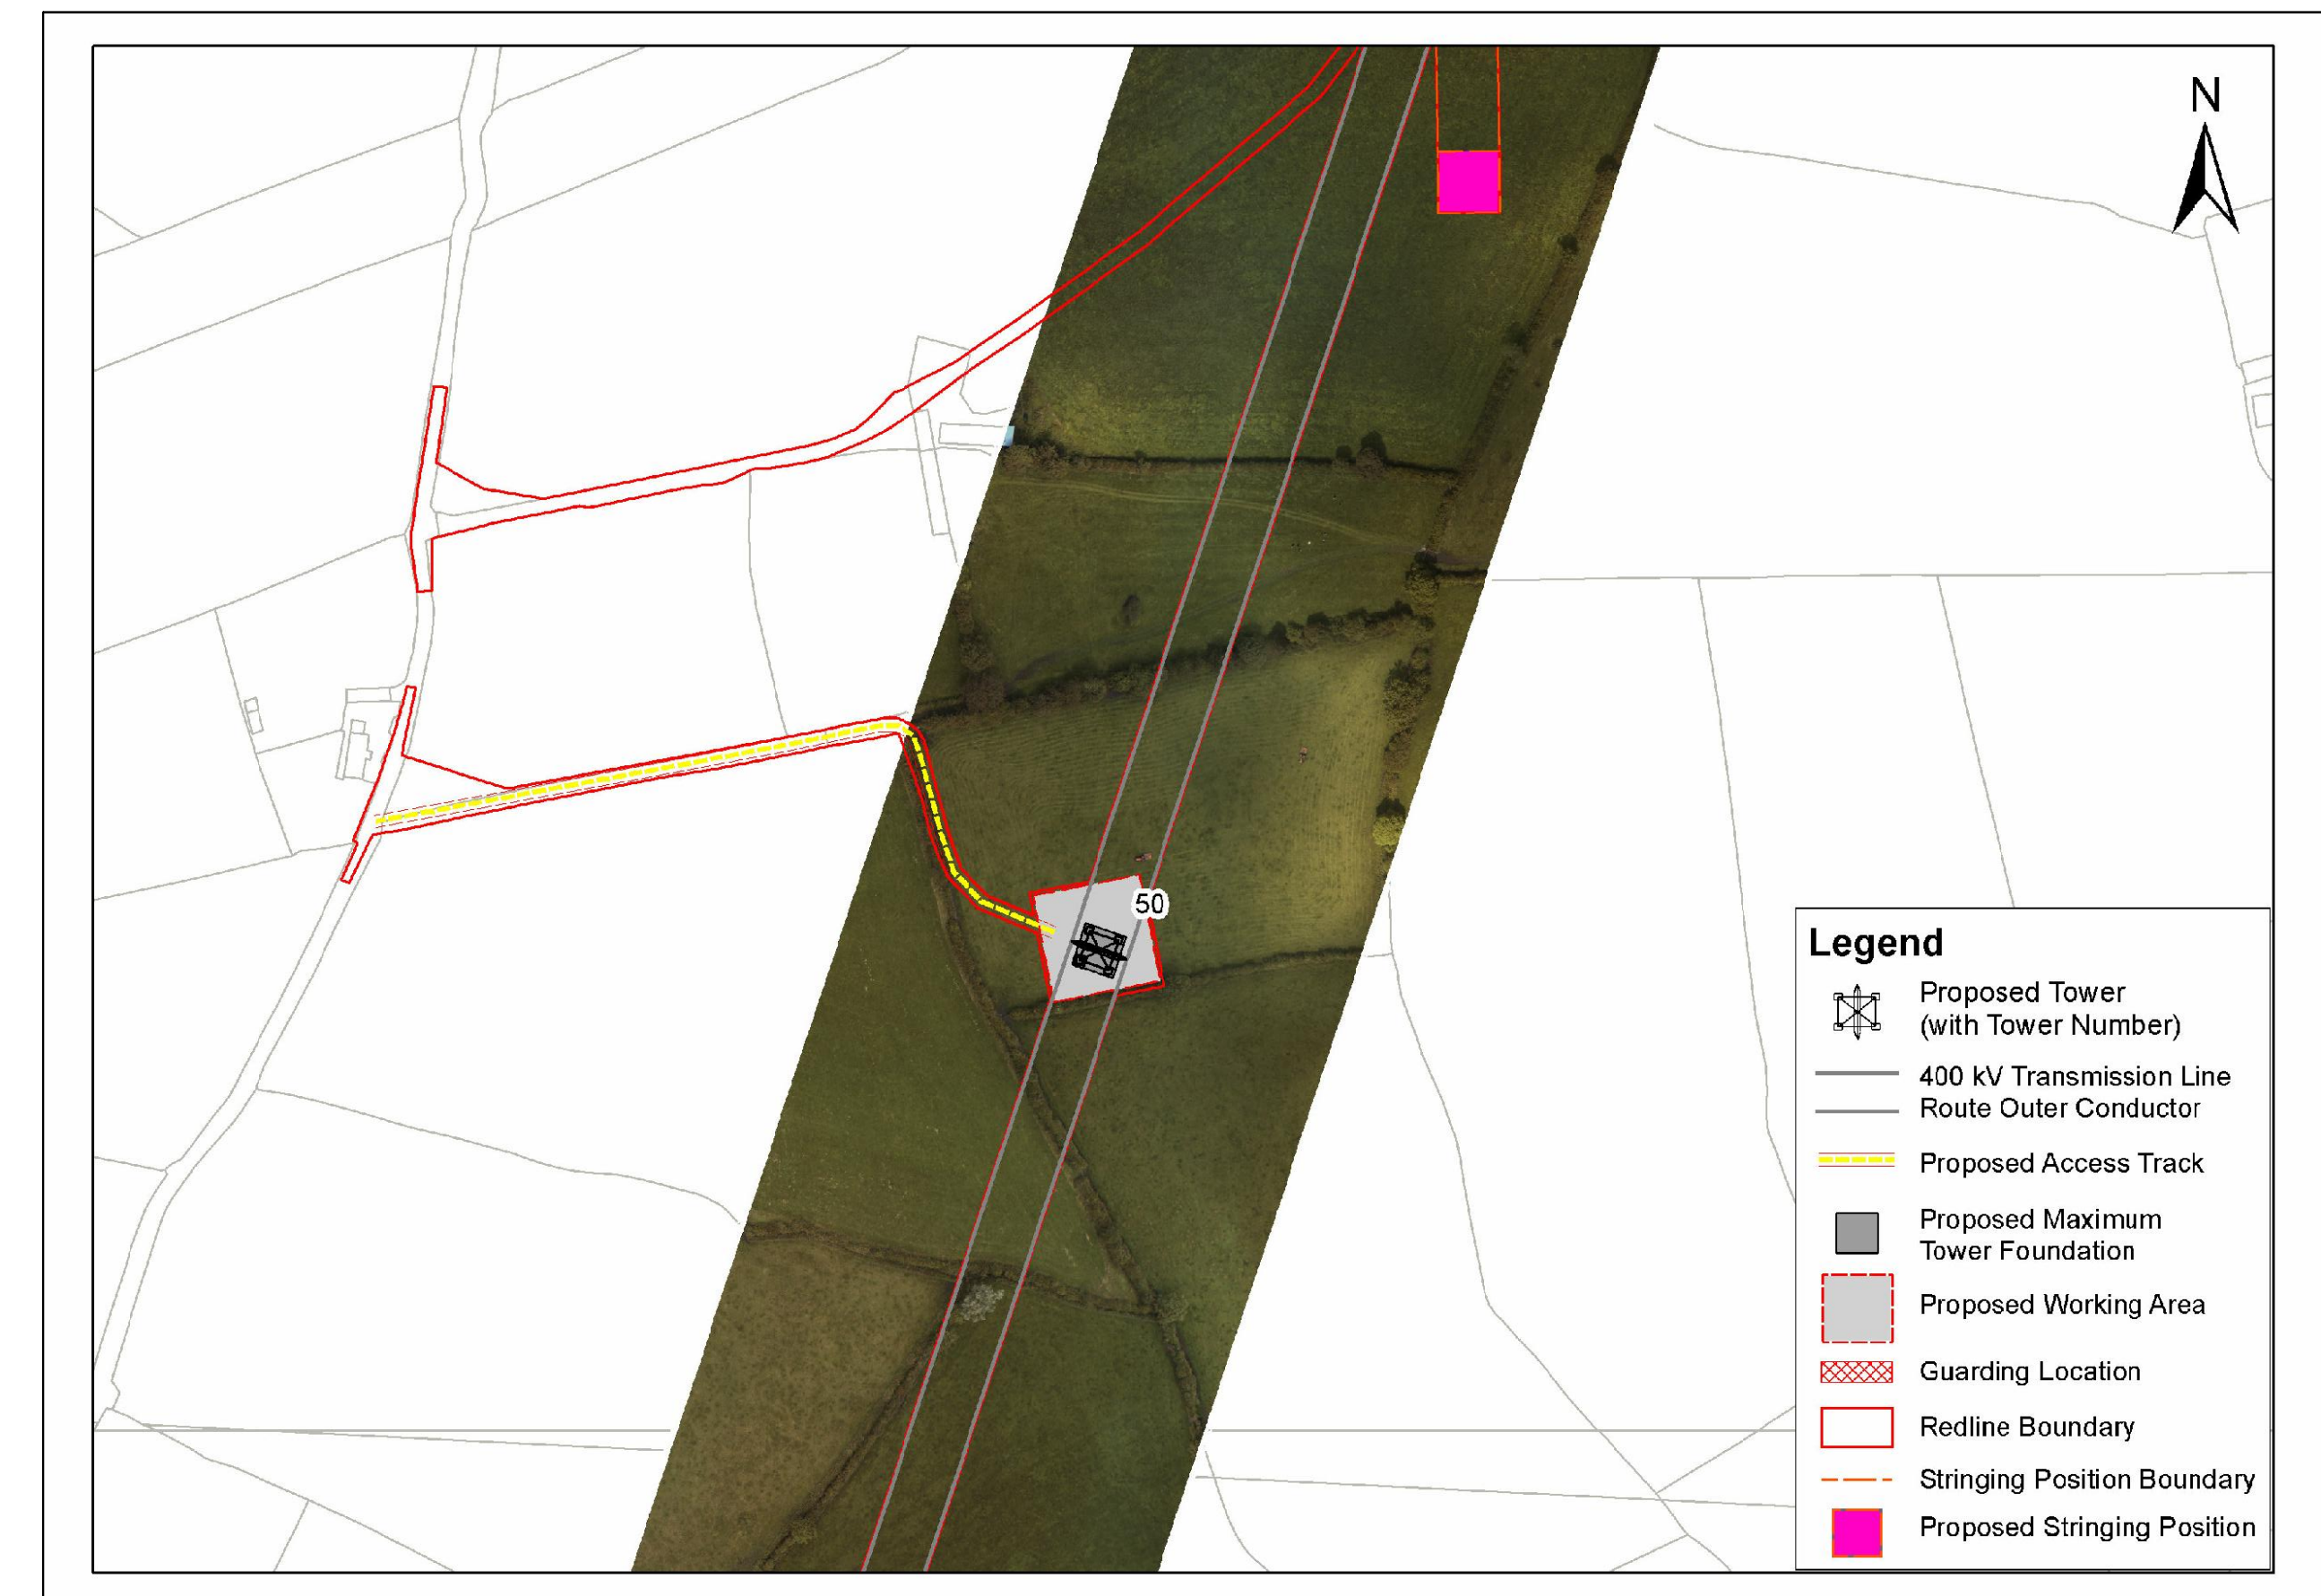 N
50
Legend
Proposed Tower
(with Tower Number)
400 kV Transmission Line
Route Outer Conductor
Proposed Access Track
Proposed Maximum
Tower Foundation
Proposed Working Area
Guarding Location
Redline Boundary
Stringing Position Boundary
Proposed Stringing Position